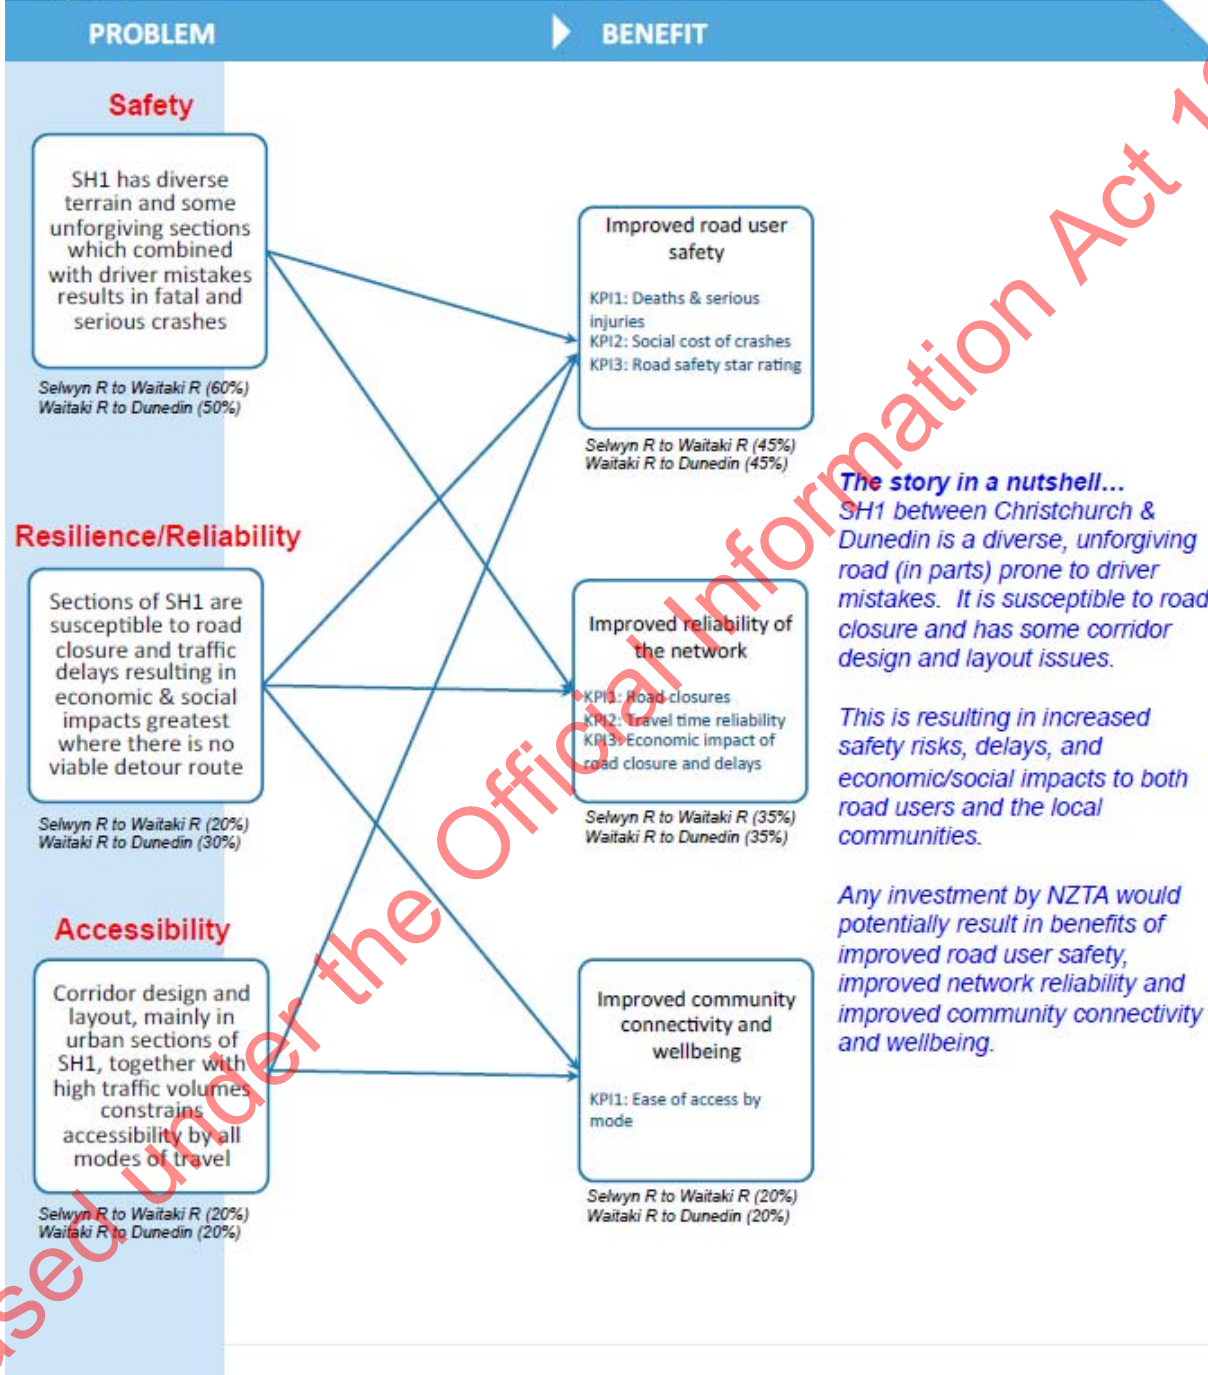 PROBLEM
BENEFIT
Safety
SH1 has diverse
terrain and some
unforgiving sections
which combined
with driver mistakes
results in fatal and
serious crashes
Selwyn R to Waitaki R (60%)
Waitaki R to Dunedin (50%)
Resilience/Reliability
Sections of SH1 are
susceptible to road
closure and traffic
delays resulting in
economic & social
impacts greatest
where there is no
viable detour route
Selwyn R to Waitaki R (20%)
Waitaki R to Dunedin (30%)
Accessibility
Corridor design and
layout, mainly in
urban sections of
SH1, together with
high traffic volumes
constrains
accessibility by all
modes of travel
Selwyn R to Waitaki R (20%)
Waitaki R to Dunedin (20%)
Improved road user
safety
KPI1: Deaths & serious
injuries
KPI2: Social cost of crashes
KPI3: Road safety star rating
Selwyn R to Waitaki R (45%)
Waitaki R to Dunedin (45%)
Improved reliability of
the network
KPI1: Road closures
KPI2: Travel time reliability
KPI3: Economic impact of
road closure and delays
Selwyn R to Waitaki R (35%)
Waitaki R to Dunedin (35%)
Improved community
connectivity and
wellbeing
KPI1: Ease of access by
mode
Selwyn R to Waitaki R (20%)
Waitaki R to Dunedin (20%)
The story in a nutshell...
SH1 between Christchurch &
Dunedin is a diverse, unforgiving
road (in parts) prone to driver
mistakes. It is susceptible to road
closure and has some corridor
design and layout issues.
This is resulting in increased
safety risks, delays, and
economic/social impacts to both
road users and the local
communities.
Any investment by NZTA would
potentially result in benefits of
improved road user safety,
improved network reliability and
improved community connectivity
and wellbeing.
ased under the Official Information Act 1